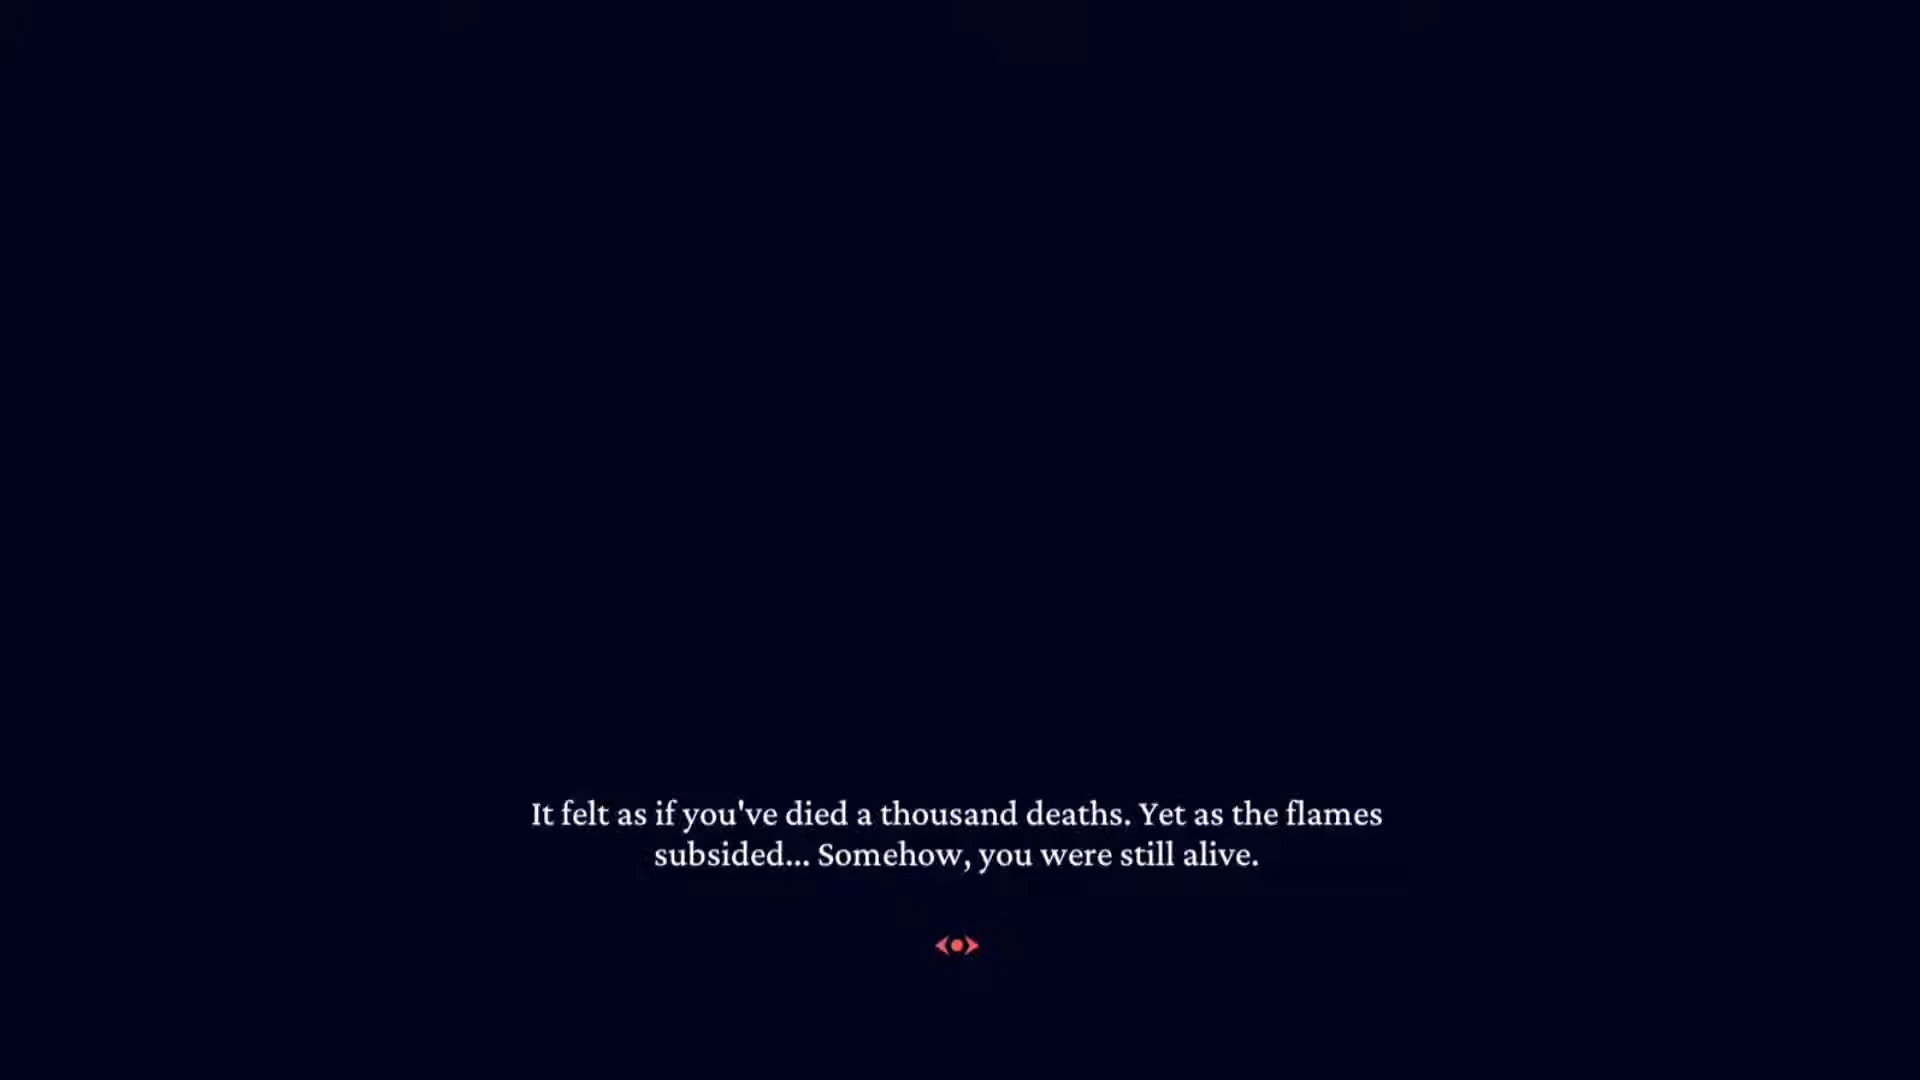 It felt as if you've died a thousand deaths. Yet as the flames
subsided... Somehow, you were still alive.